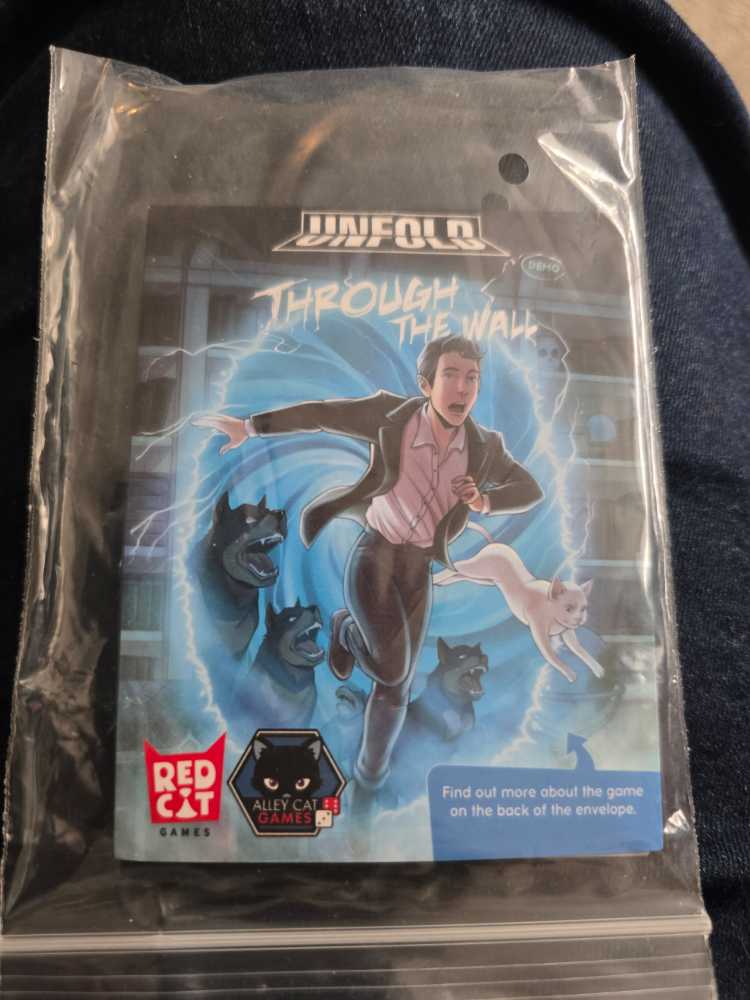 UNFOLD
DEMO
THROUGH
THE WALL
RED
CAT
GAMES
ALLEY CAT
GAMES
Find out more about the game
on the back of the envelope.